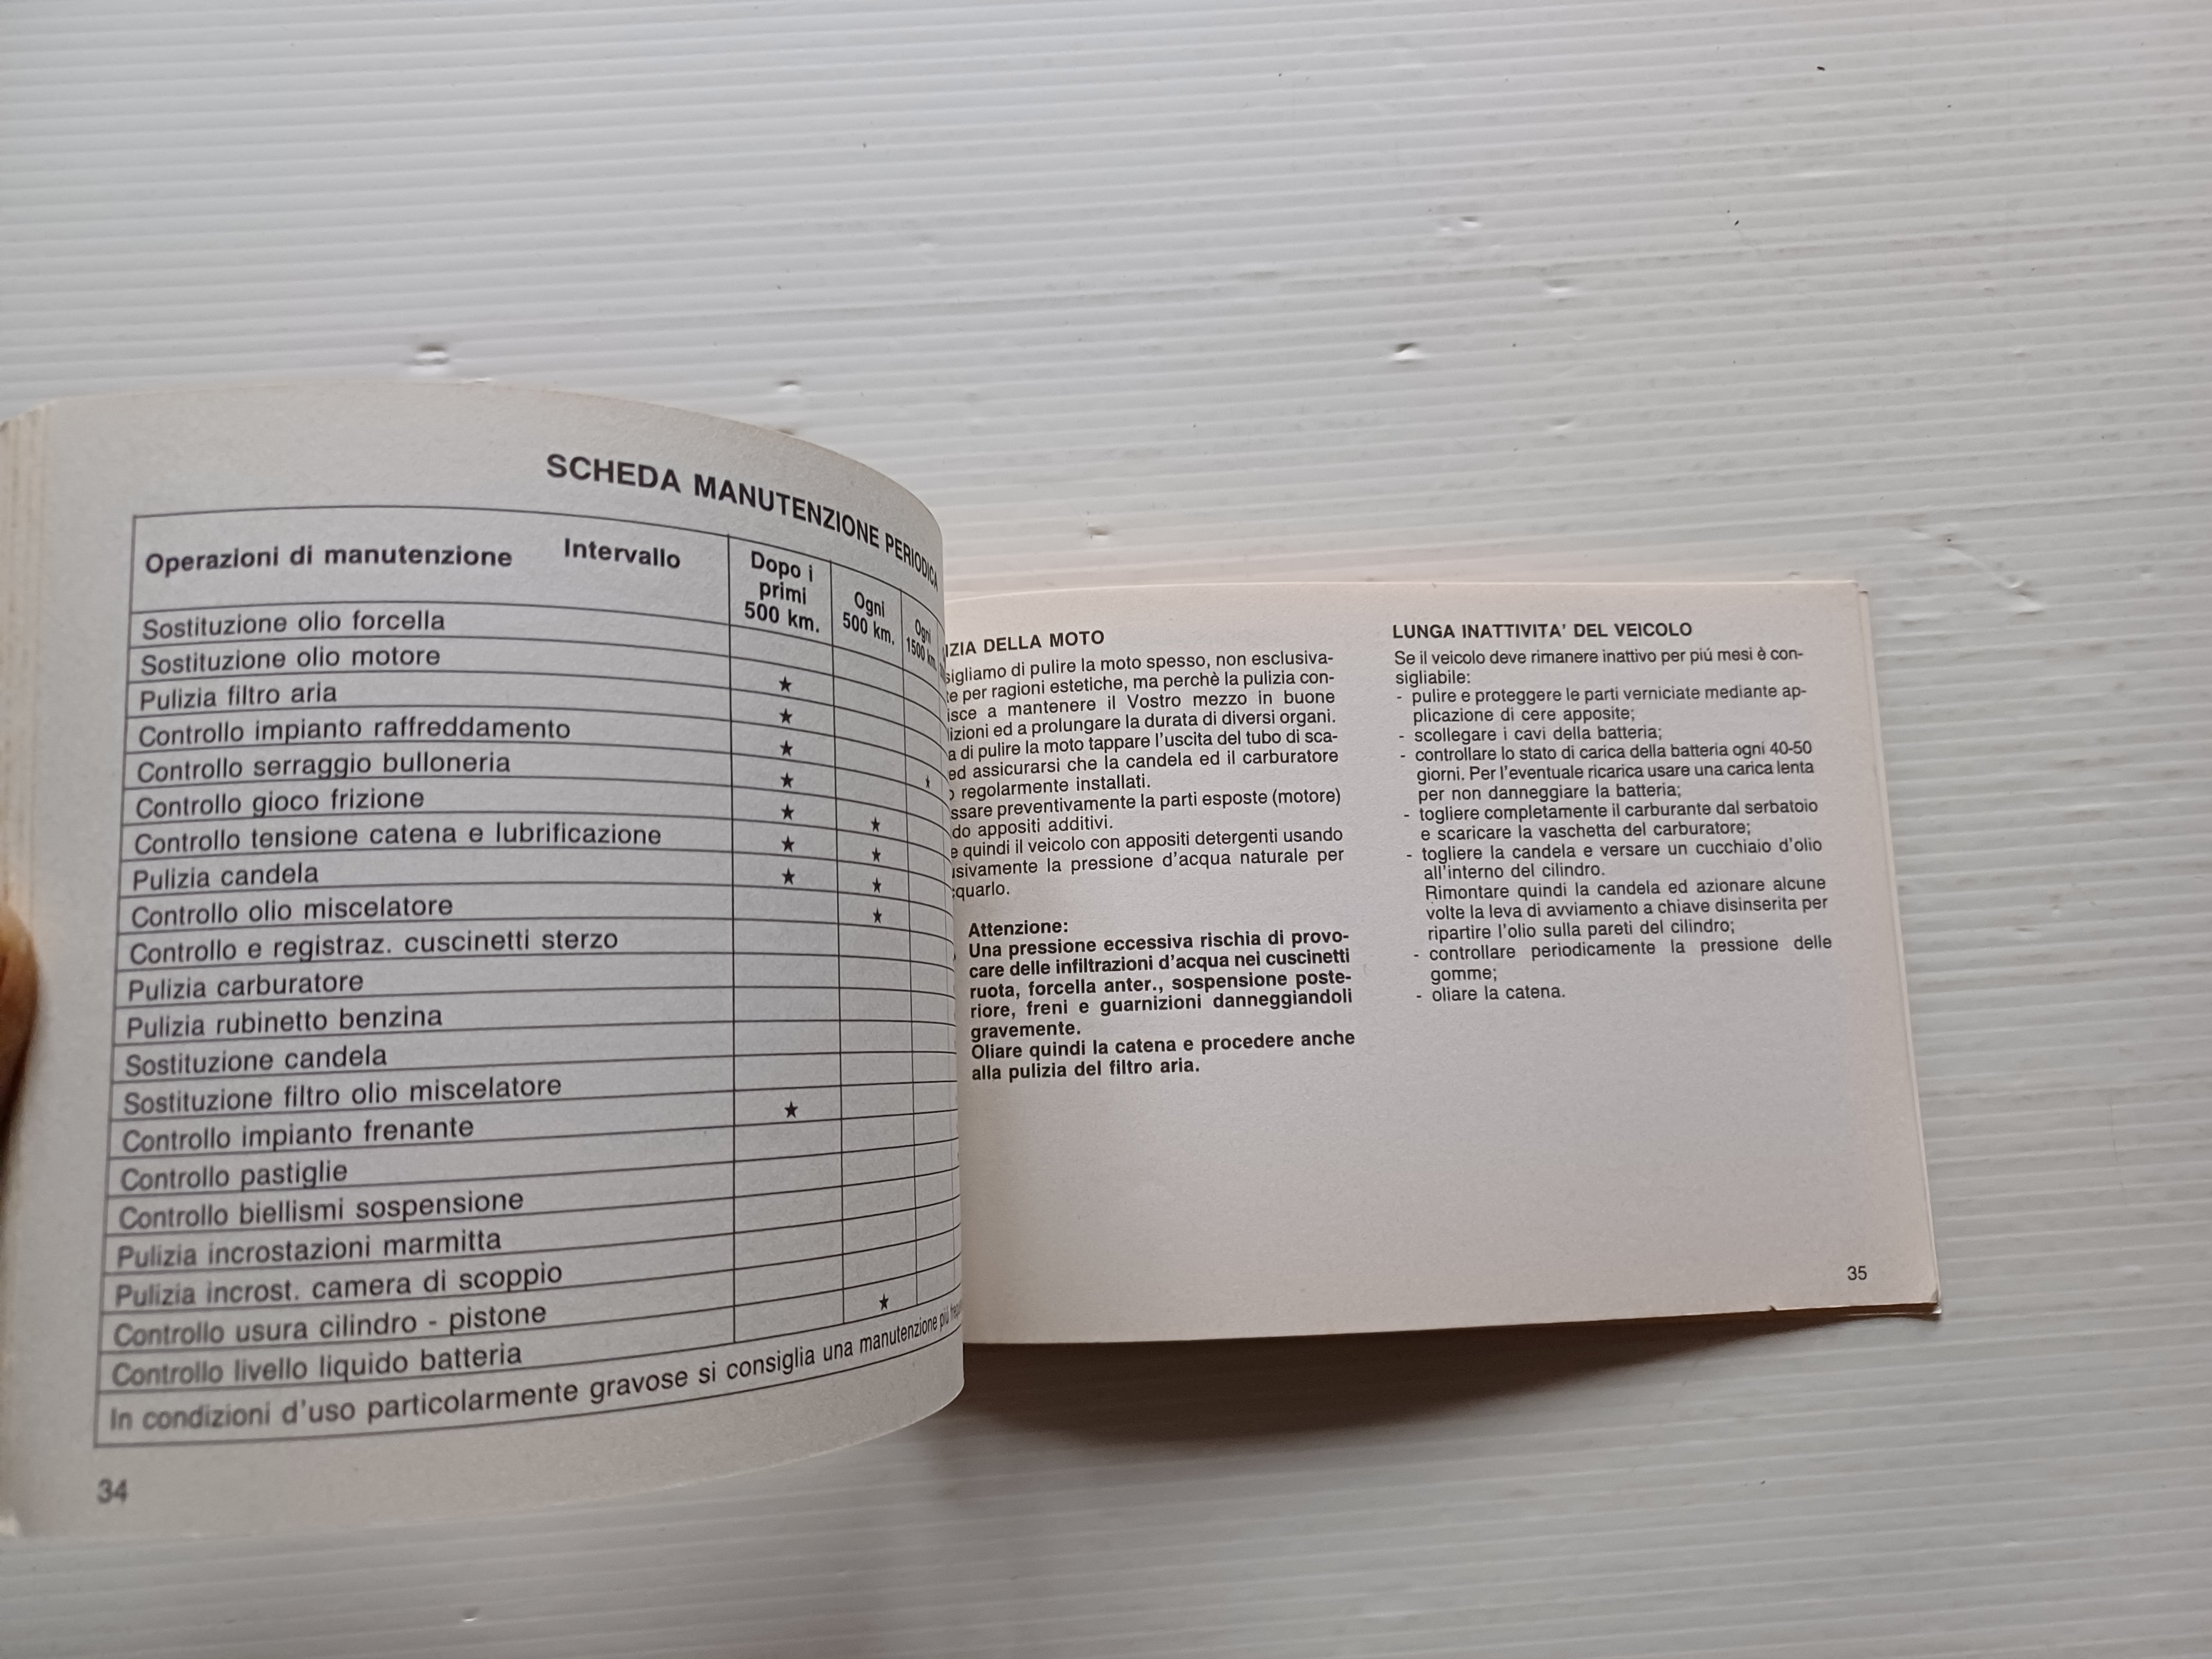 SCHEDA MANUTENZIONE PERIODICA
Operazioni di manutenzione Intervallo
Dopo i
primi
500 km.
Ogni
500 km.
Ogni
1500 km.
Sostituzione olio forcella
Sostituzione olio motore ★
Pulizia filtro aria ★
Controllo impianto raffreddamento ★
Controllo serraggio bulloneria ★ ★
Controllo gioco frizione ★ ★
Controllo tensione catena e lubrificazione ★ ★
Pulizia candela ★ ★
Controllo olio miscelatore ★
Controllo e registraz. cuscinetti sterzo
Pulizia carburatore
Pulizia rubinetto benzina
Sostituzione candela
Sostituzione filtro olio miscelatore
Controllo impianto frenante ★
Controllo pastiglie
Controllo biellismi sospensione
Pulizia incrostazioni marmitta
Pulizia incrost. camera di scoppio
Controllo usura cilindro - pistone
Controllo livello liquido batteria ★
In condizioni d'uso particolarmente gravose si consiglia una manutenzione più
34
IZIA DELLA MOTO
sigliamo di pulire la moto spesso, non esclusiva-
e per ragioni estetiche, ma perchè la pulizia con-
isce a mantenere il Vostro mezzo in buone
izioni ed a prolungare la durata di diversi organi.
a di pulire la moto tappare l'uscita del tubo di sca-
ed assicurarsi che la candela ed il carburatore
o regolarmente installati.
ssare preventivamente la parti esposte (motore)
do appositi additivi.
e quindi il veicolo con appositi detergenti usando
usivamente la pressione d'acqua naturale per
cquarlo.
Attenzione:
Una pressione eccessiva rischia di provo-
care delle infiltrazioni d'acqua nei cuscinetti
ruota, forcella anter., sospensione poste-
riore, freni e guarnizioni danneggiandoli
gravemente.
Oliare quindi la catena e procedere anche
alla pulizia del filtro aria.
LUNGA INATTIVITA' DEL VEICOLO
Se il veicolo deve rimanere inattivo per piú mesi è con-
sigliabile:
- pulire e proteggere le parti verniciate mediante ap-
plicazione di cere apposite;
- scollegare i cavi della batteria;
- controllare lo stato di carica della batteria ogni 40-50
giorni. Per l'eventuale ricarica usare una carica lenta
per non danneggiare la batteria;
- togliere completamente il carburante dal serbatoio
e scaricare la vaschetta del carburatore;
- togliere la candela e versare un cucchiaio d'olio
all'interno del cilindro.
Rimontare quindi la candela ed azionare alcune
volte la leva di avviamento a chiave disinserita per
ripartire l'olio sulla pareti del cilindro;
- controllare periodicamente la pressione delle
gomme;
- oliare la catena.
35